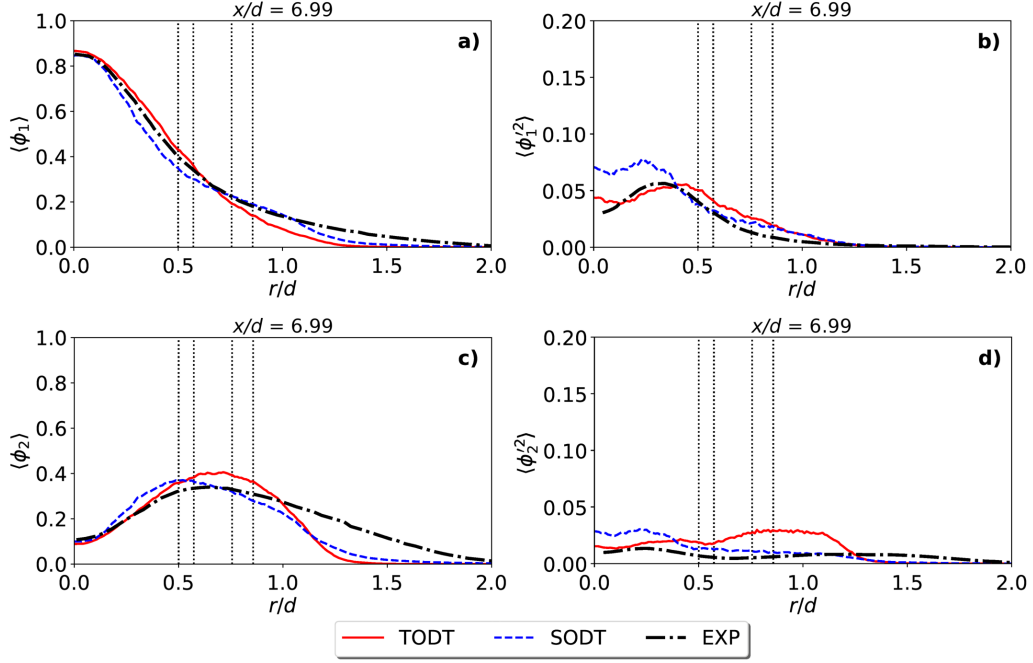 x/d = 6.99
a)
1.0
0.8
0.6
0.4
0.2
0.0
⟨ϕ₁⟩
0.0 0.5 1.0 1.5 2.0
r/d
x/d = 6.99
b)
0.20
0.15
0.10
0.05
0.00
⟨ϕ₁′²⟩
0.0 0.5 1.0 1.5 2.0
r/d
x/d = 6.99
c)
1.0
0.8
0.6
0.4
0.2
0.0
⟨ϕ₂⟩
0.0 0.5 1.0 1.5 2.0
r/d
x/d = 6.99
d)
0.20
0.15
0.10
0.05
0.00
⟨ϕ₂′²⟩
0.0 0.5 1.0 1.5 2.0
r/d
TODT SODT EXP